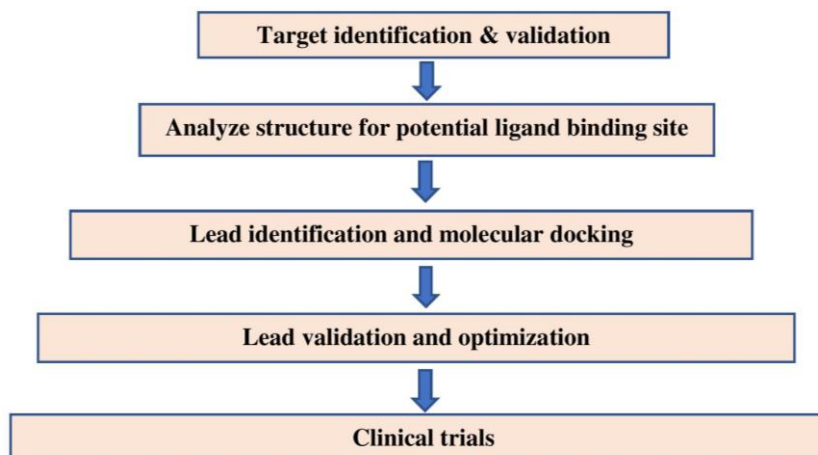 Target identification & validation
Analyze structure for potential ligand binding site
Lead identification and molecular docking
Lead validation and optimization
Clinical trials